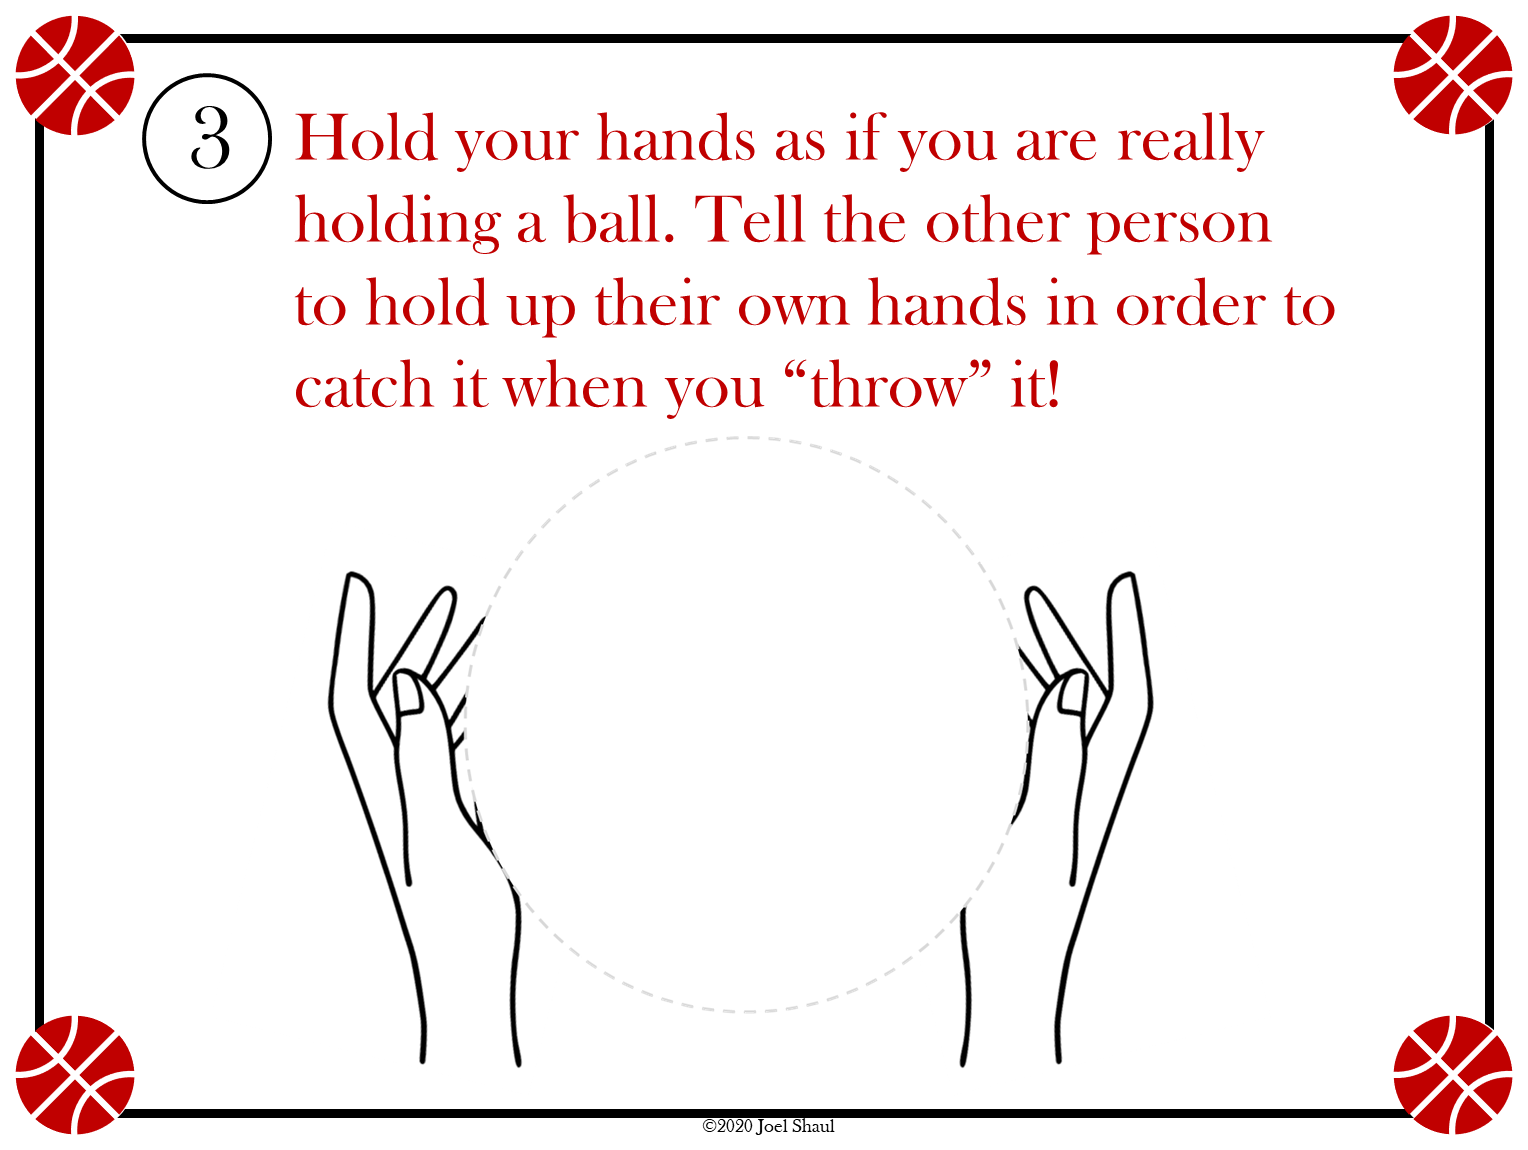 3
Hold your hands as if you are really
holding a ball. Tell the other person
to hold up their own hands in order to
catch it when you “throw” it!
©2020 Joel Shaul